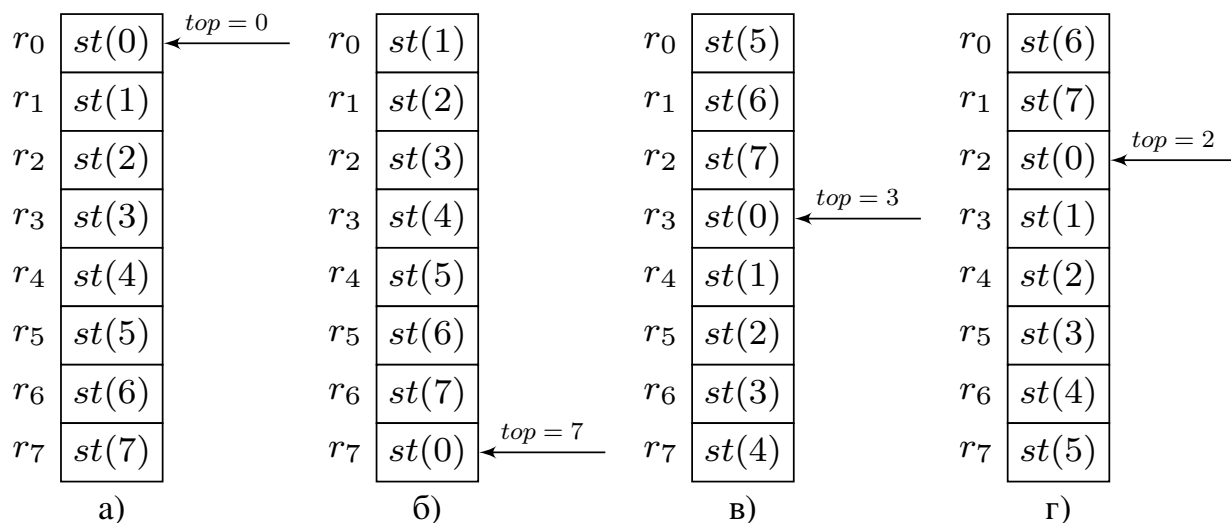 r0 st(0) top = 0 r0 st(1) r0 st(5) r0 st(6)
r1 st(1) r1 st(2) r1 st(6) r1 st(7)
r2 st(2) r2 st(3) r2 st(7) r2 st(0) top = 2
r3 st(3) r3 st(4) r3 st(0) top = 3 r3 st(1)
r4 st(4) r4 st(5) r4 st(1) r4 st(2)
r5 st(5) r5 st(6) r5 st(2) r5 st(3)
r6 st(6) r6 st(7) r6 st(3) r6 st(4)
r7 st(7) r7 st(0) top = 7 r7 st(4) r7 st(5)
а) б) в) г)